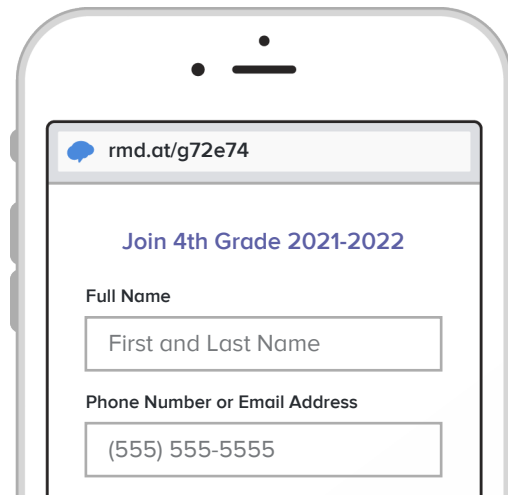 rmd.at/g72e74
Join 4th Grade 2021-2022
Full Name
First and Last Name
Phone Number or Email Address
(555) 555-5555